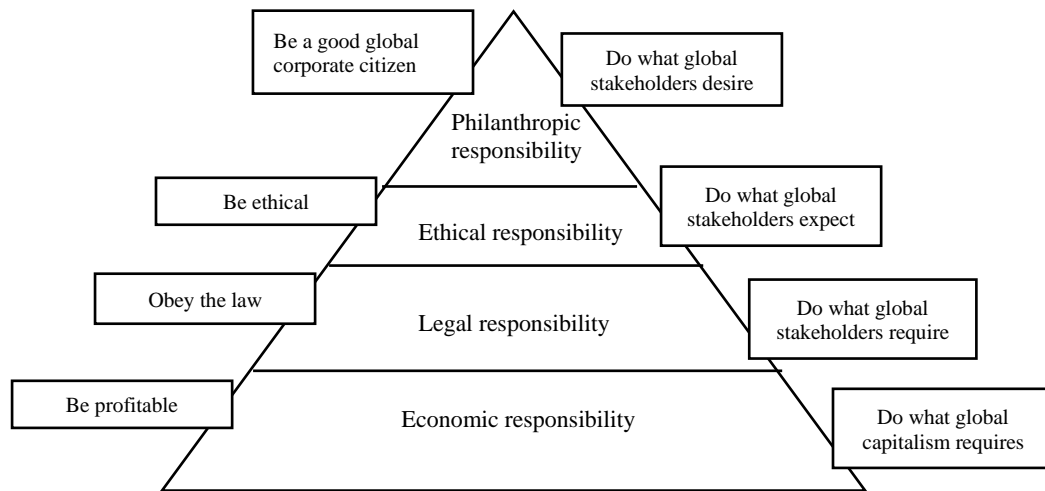 Be a good global
corporate citizen
Do what global
stakeholders desire
Philanthropic
responsibility
Be ethical
Do what global
stakeholders expect
Ethical responsibility
Obey the law
Do what global
stakeholders require
Legal responsibility
Be profitable
Do what global
capitalism requires
Economic responsibility